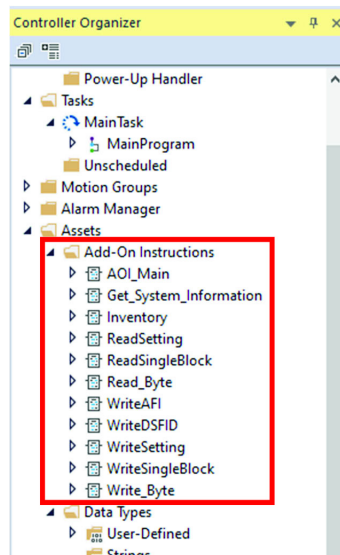 Controller Organizer
Power-Up Handler
Tasks
MainTask
MainProgram
Unscheduled
Motion Groups
Alarm Manager
Assets
Add-On Instructions
AOI_Main
Get_System_Information
Inventory
ReadSetting
ReadSingleBlock
Read_Byte
WriteAFI
WriteDSFID
WriteSetting
WriteSingleBlock
Write_Byte
Data Types
User-Defined
Strings